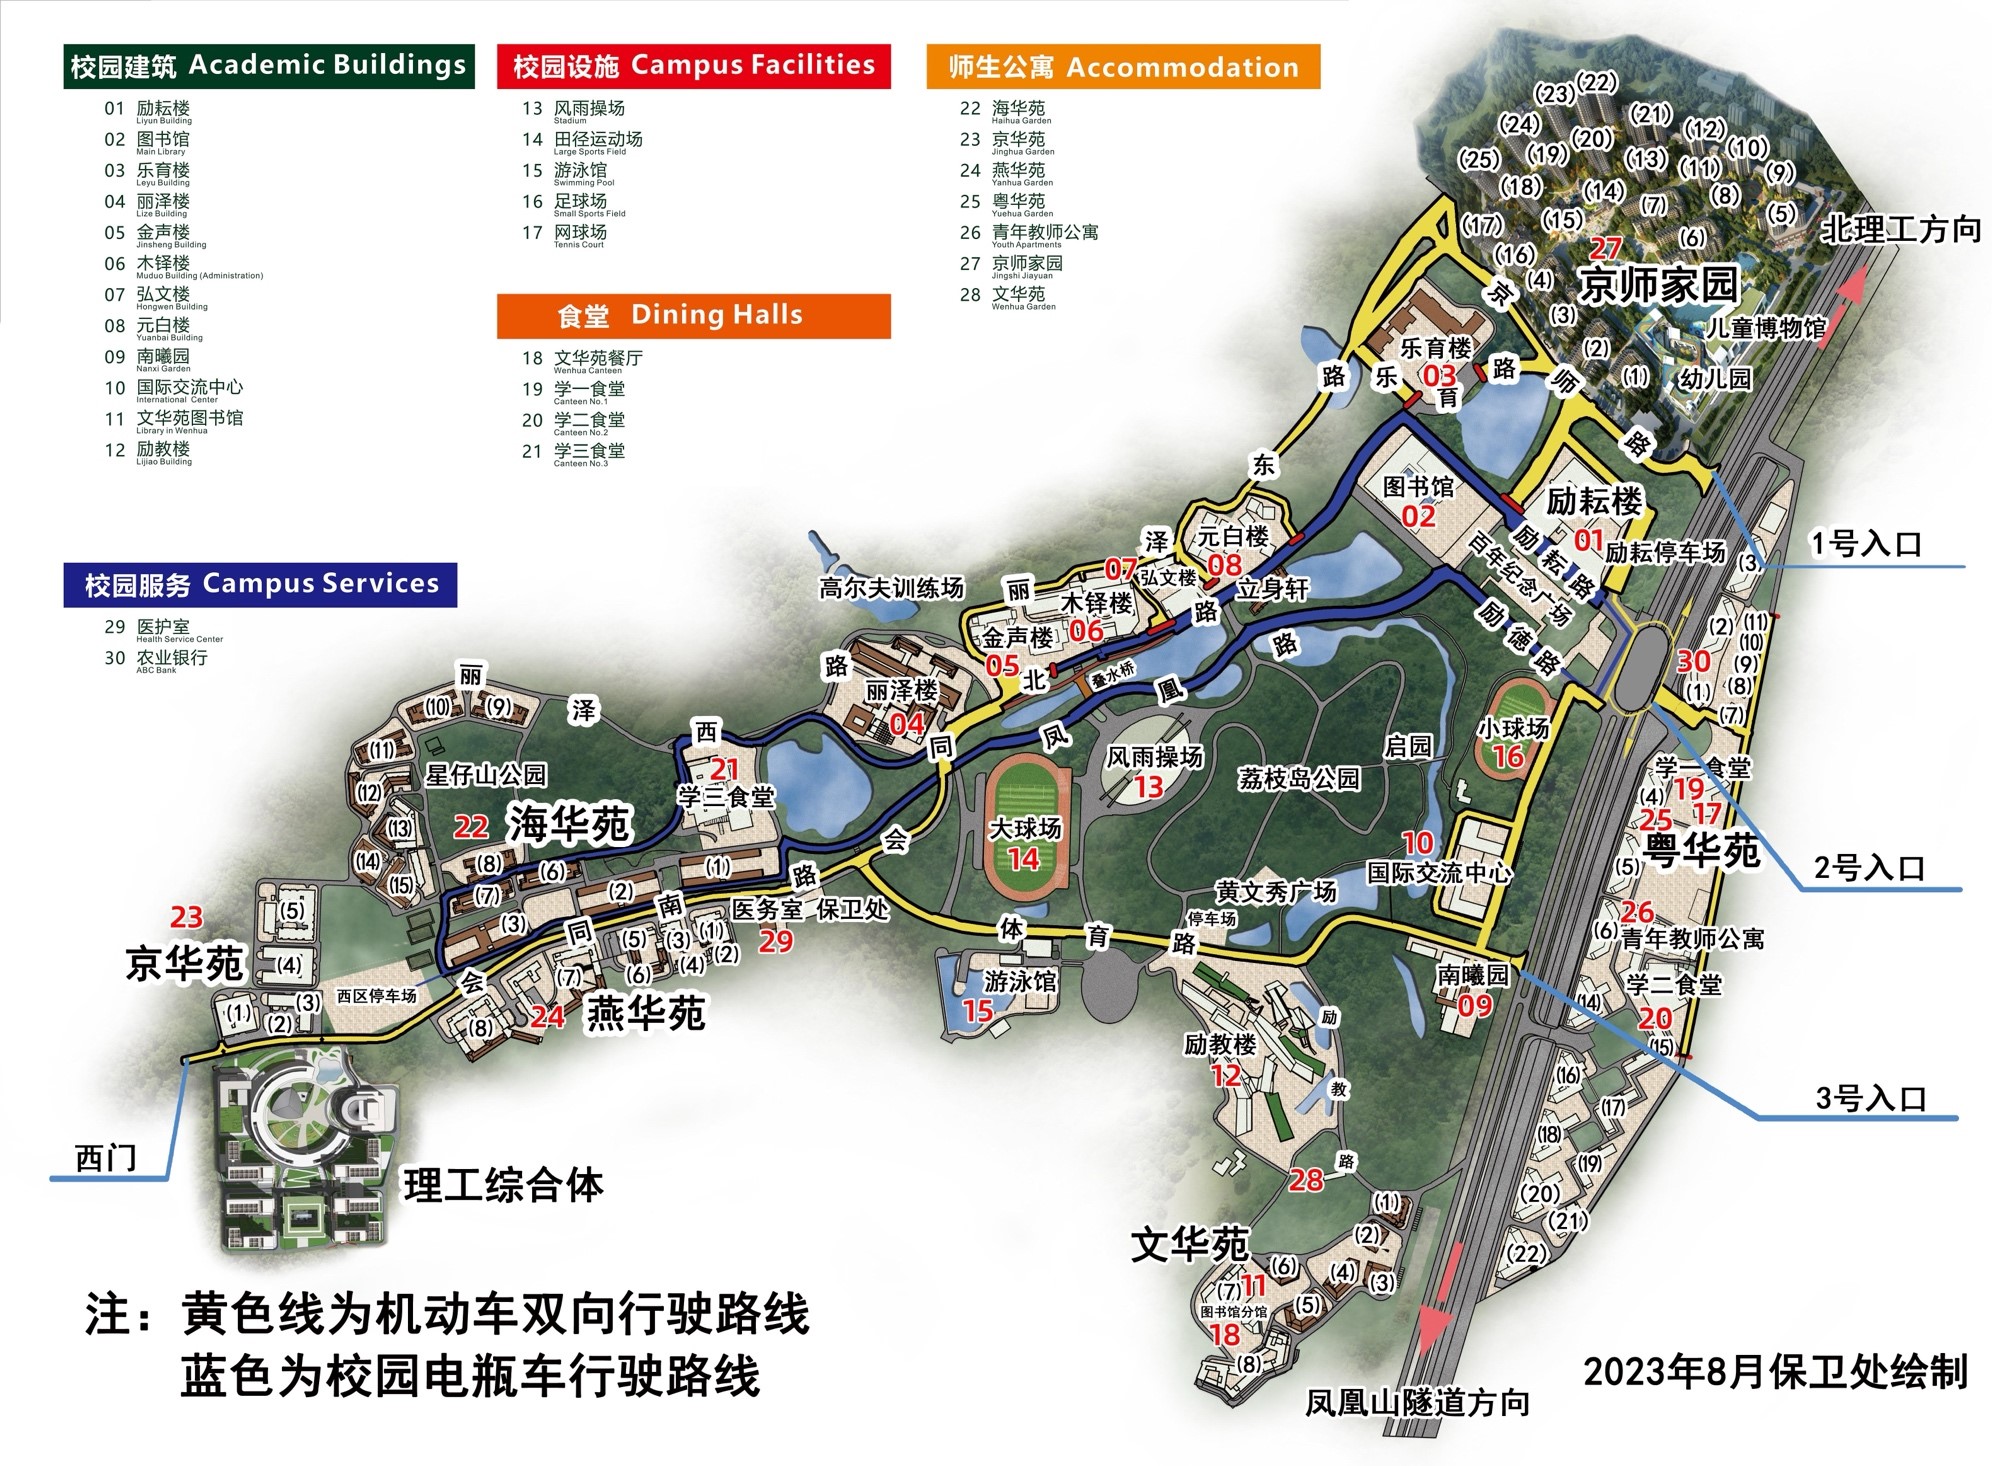 校园建筑 Academic Buildings
01 励耘楼
Liyun Building
02 图书馆
Main Library
03 乐育楼
Leyu Building
04 丽泽楼
Lize Building
05 金声楼
Jinsheng Building
06 木铎楼
Muduo Building (Administration)
07 弘文楼
Hongwen Building
08 元白楼
Yuanbai Building
09 南曦园
Nanxi Garden
10 国际交流中心
International Center
11 文华苑图书馆
Library in Wenhua
12 励教楼
Lijiao Building
校园设施 Campus Facilities
13 风雨操场
Stadium
14 田径运动场
Large Sports Field
15 游泳馆
Swimming Pool
16 足球场
Small Sports Field
17 网球场
Tennis Court
食堂 Dining Halls
18 文华苑餐厅
Wenhua Canteen
19 学一食堂
Canteen No.1
20 学二食堂
Canteen No.2
21 学三食堂
Canteen No.3
师生公寓 Accommodation
22 海华苑
Haihua Garden
23 京华苑
Jinghua Garden
24 燕华苑
Yanhua Garden
25 粤华苑
Yuehua Garden
26 青年教师公寓
Youth Apartments
27 京师家园
Jingshi Jiayuan
28 文华苑
Wenhua Garden
校园服务 Campus Services
29 医护室
Health Service Center
30 农业银行
ABC Bank
(22)
(23)
(21)
(24)
(20)
(12)
(10)
(25)
(19)
(13)
(11)
(9)
(18)
(14)
(7)
(8)
(5)
(17)
(15)
(6)
(16)
(4)
(3)
(2)
(1)
27
京师家园
儿童博物馆
幼儿园
北理工方向
京师路
乐育楼
03
乐育路
图书馆
02
励耘楼
01
励耘停车场
励耘路
百年纪念广场
励德路
1号入口
丽泽东路
元白楼
08
07
弘文楼
木铎楼
06
金声楼
05
立身轩
北路
叠水桥
高尔夫训练场
丽泽楼
04
凤凰路
丽泽西路
(10)
(9)
(11)
(12)
(13)
(14)
(15)
星仔山公园
22 海华苑
(8)
(7)
(6)
(3)
(2)
(1)
21
学三食堂
同会路
风雨操场
13
大球场
14
荔枝岛公园
启园
小球场
16
10
国际交流中心
黄文秀广场
停车场
体育路
游泳馆
15
医务室 保卫处
29
会同南路
23
京华苑
(5)
(4)
(3)
(2)
(1)
西区停车场
(5)
(3)
(1)
(6)
(4)
(2)
(7)
(8)
24 燕华苑
西门
理工综合体
南曦园
09
励教楼
12
励教路
28
文华苑
(1)
(2)
(3)
(4)
(5)
(6)
(7)
11
图书馆分馆
18
(8)
(3)
(2)
(11)
(10)
(9)
(8)
30
(1)
(7)
学一食堂
19
(4)
25
17
粤华苑
(5)
2号入口
26
(6)
青年教师公寓
学二食堂
(14)
20
(15)
(16)
(17)
(18)
(19)
(20)
(21)
(22)
3号入口
凤凰山隧道方向
注：黄色线为机动车双向行驶路线
蓝色为校园电瓶车行驶路线
2023年8月保卫处绘制